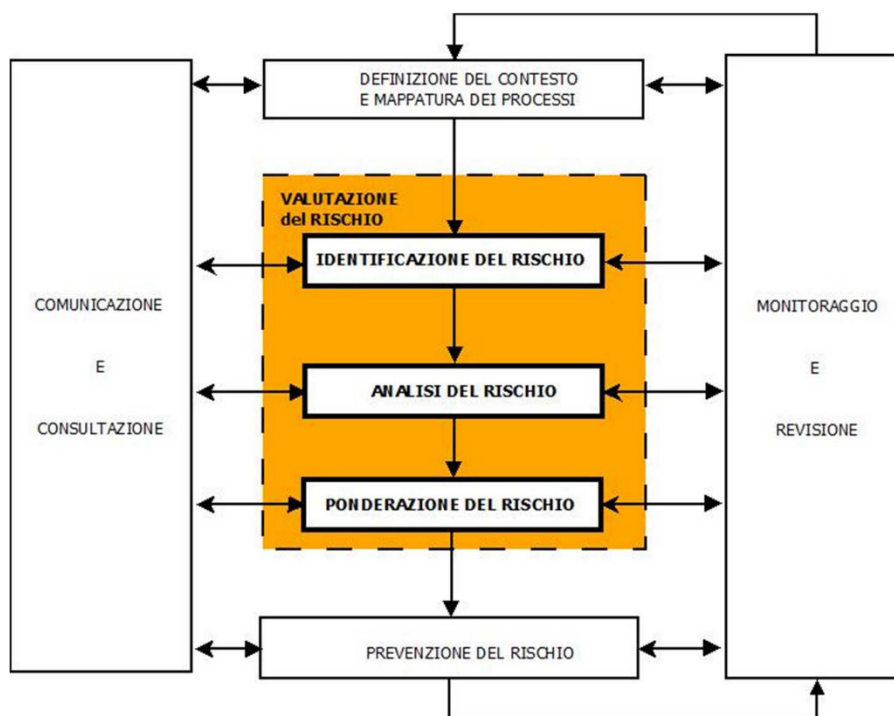 DEFINIZIONE DEL CONTESTO
E MAPPATURA DEI PROCESSI
VALUTAZIONE
del RISCHIO
IDENTIFICAZIONE DEL RISCHIO
COMUNICAZIONE
E
CONSULTAZIONE
MONITORAGGIO
E
REVISIONE
ANALISI DEL RISCHIO
PONDERAZIONE DEL RISCHIO
PREVENZIONE DEL RISCHIO